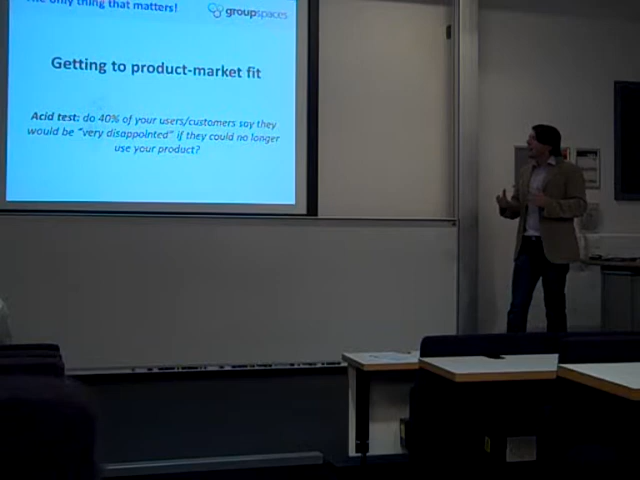 The only thing that matters!
groupspaces
Getting to product-market fit
Acid test: do 40% of your users/customers say they
would be "very disappointed" if they could no longer
use your product?